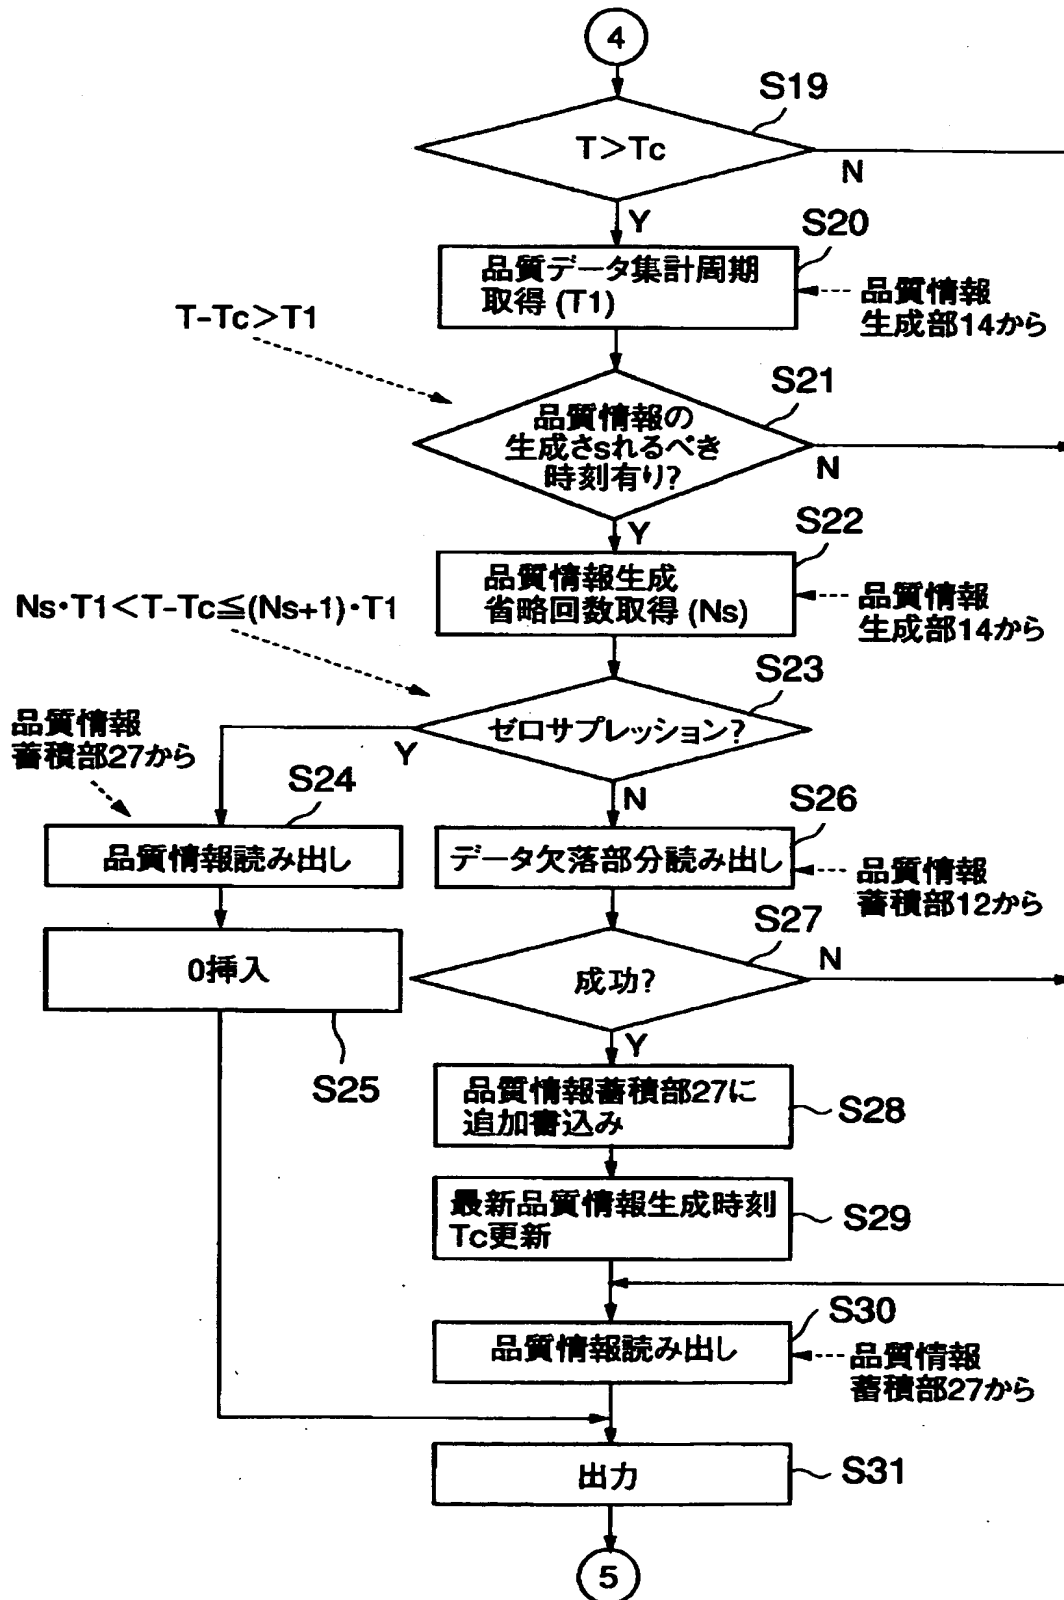 4
S19
T>Tc
N
Y
S20
品質データ集計周期
取得 (T1)
品質情報
生成部14から
T-Tc>T1
S21
品質情報の
生成さsれるべき
時刻有り?
N
Y
S22
品質情報生成
省略回数取得 (Ns)
品質情報
生成部14から
Ns・T1<T-Tc≦(Ns+1)・T1
S23
ゼロサプレッション?
Y
N
品質情報
蓄積部27から
S24
品質情報読み出し
S26
データ欠落部分読み出し
品質情報
蓄積部12から
0挿入
S25
S27
成功?
N
Y
品質情報蓄積部27に
追加書込み
S28
最新品質情報生成時刻
Tc更新
S29
S30
品質情報読み出し
品質情報
蓄積部27から
出力
S31
5